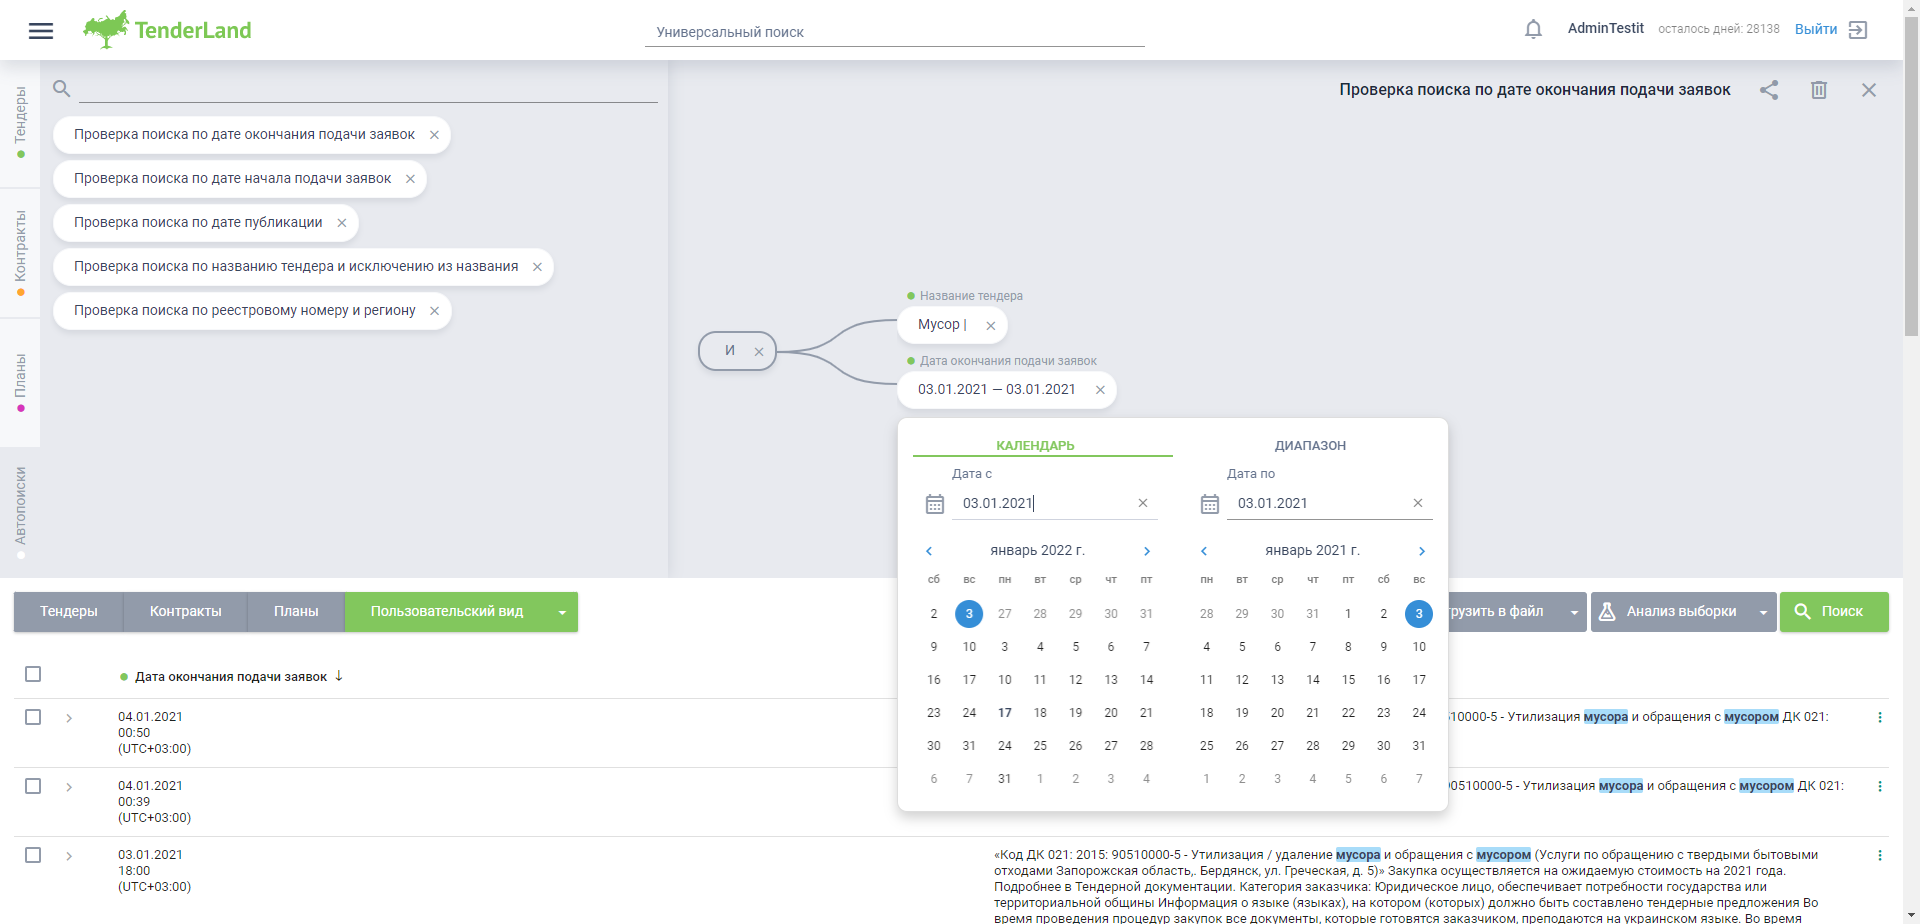 TenderLand
Универсальный поиск
AdminTestit
осталось дней: 28138
Выйти
Тендеры
Контракты
Планы
Автопоиски
Проверка поиска по дате окончания подачи заявок
Проверка поиска по дате начала подачи заявок
Проверка поиска по дате публикации
Проверка поиска по названию тендера и исключению из названия
Проверка поиска по реестровому номеру и региону
Проверка поиска по дате окончания подачи заявок
И
Название тендера
Мусор |
Дата окончания подачи заявок
03.01.2021 — 03.01.2021
КАЛЕНДАРЬ ДИАПАЗОН
Дата с Дата по
03.01.2021 03.01.2021
январь 2022 г. январь 2021 г.
сб вс пн вт ср чт пт пн вт ср чт пт сб вс
2 3 27 28 29 30 31 28 29 30 31 1 2 3
9 10 3 4 5 6 7 4 5 6 7 8 9 10
16 17 10 11 12 13 14 11 12 13 14 15 16 17
23 24 17 18 19 20 21 18 19 20 21 22 23 24
30 31 24 25 26 27 28 25 26 27 28 29 30 31
6 7 31 1 2 3 4 1 2 3 4 5 6 7
Тендеры Контракты Планы Пользовательский вид
грузить в файл Анализ выборки Поиск
Дата окончания подачи заявок
04.01.2021
00:50
(UTC+03:00)
510000-5 - Утилизация мусора и обращения с мусором ДК 021:
04.01.2021
00:39
(UTC+03:00)
90510000-5 - Утилизация мусора и обращения с мусором ДК 021:
03.01.2021
18:00
(UTC+03:00)
«Код ДК 021: 2015: 90510000-5 - Утилизация / удаление мусора и обращения с мусором (Услуги по обращению с твердыми бытовыми
отходами Запорожская область,. Бердянск, ул. Греческая, д. 5)» Закупка осуществляется на ожидаемую стоимость на 2021 года.
Подробнее в Тендерной документации. Категория заказчика: Юридическое лицо, обеспечивает потребности государства или
территориальной общины Информация о языке (языках), на котором (которых) должно быть составлено тендерные предложения Во
время проведения процедур закупок все документы, которые готовятся заказчиком, преподаются на украинском языке. Во время